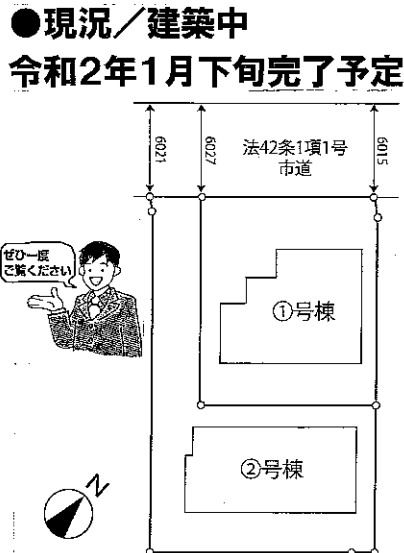 ●現況／建築中
令和2年1月下旬完了予定
6021
6027
法42条1項1号
市道
6015
ぜひ一度
ご覧ください
①号棟
②号棟
N